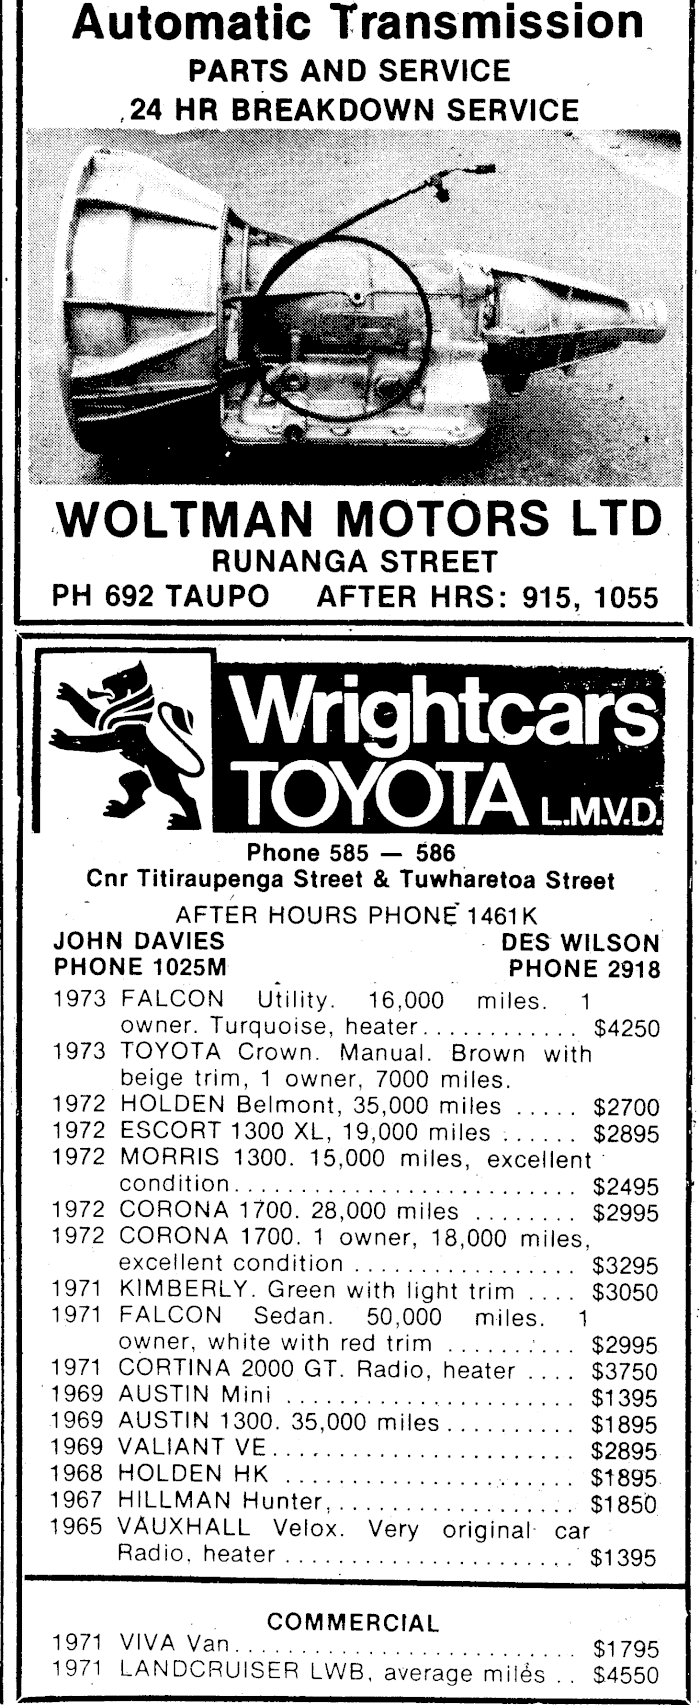 Automatic Transmission
PARTS AND SERVICE
24 HR BREAKDOWN SERVICE
WOLTMAN MOTORS LTD
RUNANGA STREET
PH 692 TAUPO AFTER HRS: 915, 1055
Wrightcars
TOYOTA L.M.V.D.
Phone 585 — 586
Cnr Titiraupenga Street & Tuwharetoa Street
AFTER HOURS PHONE 1461K
JOHN DAVIES DES WILSON
PHONE 1025M PHONE 2918
1973 FALCON Utility. 16,000 miles. 1
owner. Turquoise, heater............ $4250
1973 TOYOTA Crown. Manual. Brown with
beige trim, 1 owner, 7000 miles.
1972 HOLDEN Belmont, 35,000 miles ..... $2700
1972 ESCORT 1300 XL, 19,000 miles ...... $2895
1972 MORRIS 1300. 15,000 miles, excellent
condition.......................... $2495
1972 CORONA 1700. 28,000 miles ........ $2995
1972 CORONA 1700. 1 owner, 18,000 miles,
excellent condition ................. $3295
1971 KIMBERLY. Green with light trim .... $3050
1971 FALCON Sedan. 50,000 miles. 1
owner, white with red trim .......... $2995
1971 CORTINA 2000 GT. Radio, heater .... $3750
1969 AUSTIN Mini ...................... $1395
1969 AUSTIN 1300. 35,000 miles.......... $1895
1969 VALIANT VE....................... $2895
1968 HOLDEN HK ...................... $1895
1967 HILLMAN Hunter................... $1850
1965 VAUXHALL Velox. Very original car
Radio, heater ...................... $1395
COMMERCIAL
1971 VIVA Van.......................... $1795
1971 LANDCRUISER LWB, average miles .. $4550